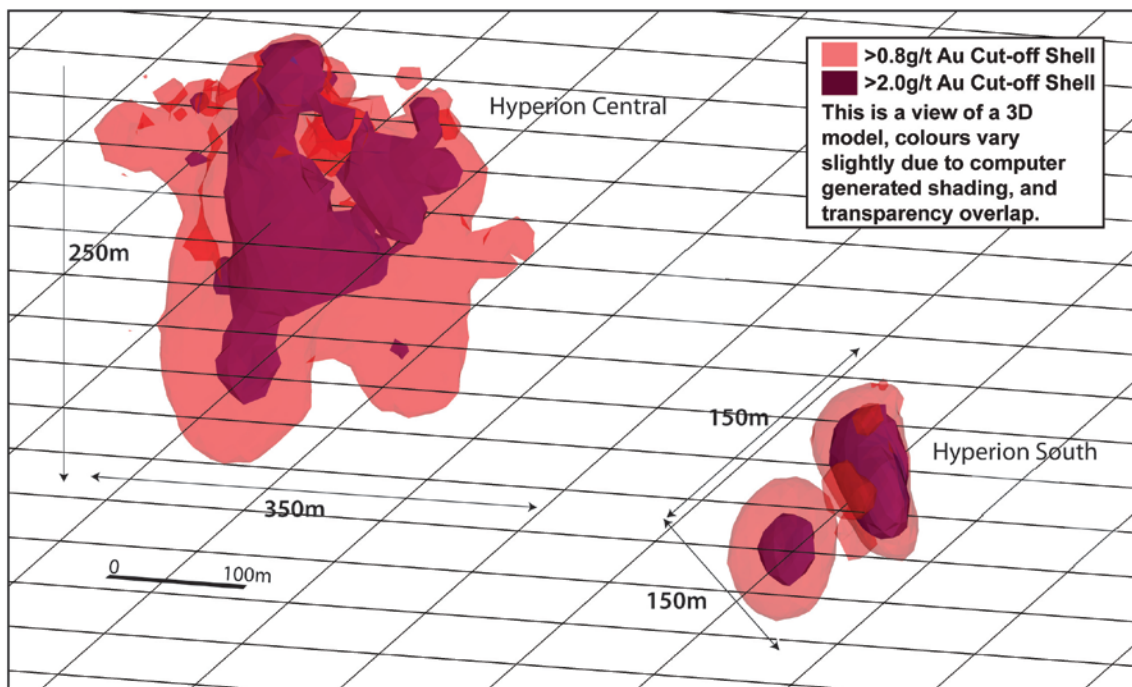 >0.8g/t Au Cut-off Shell
>2.0g/t Au Cut-off Shell
This is a view of a 3D
model, colours vary
slightly due to computer
generated shading, and
transparency overlap.
Hyperion Central
250m
350m
0 100m
150m
Hyperion South
150m